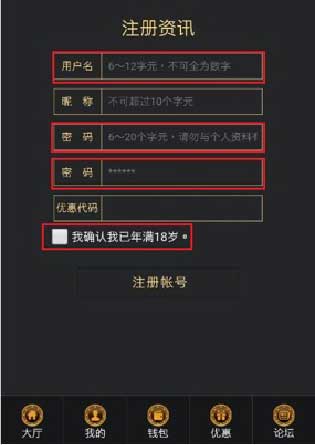 注册资讯
用户名 6～12字元，不可全为数字
昵 称 不可超过10个字元
密 码 6～20个字元，请勿与个人资料
密 码 ******
优惠代码
我确认我已年满18岁。
注册帐号
大厅 我的 钱包 优惠 论坛